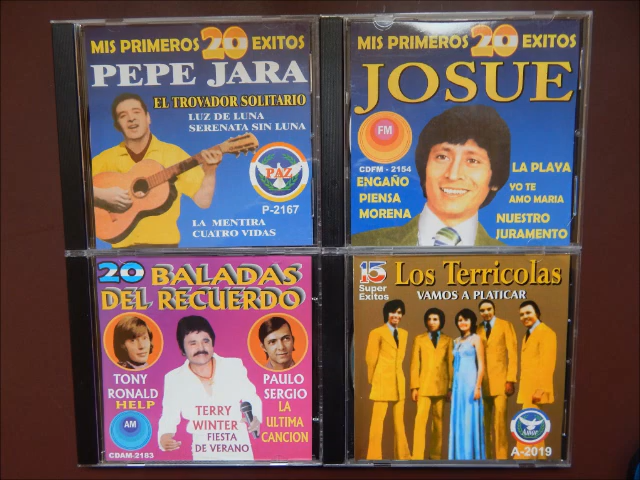 MIS PRIMEROS 20 EXITOS
PEPE JARA
EL TROVADOR SOLITARIO
LUZ DE LUNA
SERENATA SIN LUNA
PAZ
P-2167
LA MENTIRA
CUATRO VIDAS
MIS PRIMEROS 20 EXITOS
JOSUE
FM
CDFM - 2154
ENGAÑO
PIENSA
MORENA
LA PLAYA
YO TE
AMO MARIA
NUESTRO
JURAMENTO
20 BALADAS
DEL RECUERDO
TONY
RONALD
HELP
AM
CDAM-2183
TERRY
WINTER
FIESTA
DE VERANO
PAULO
SERGIO
LA
ULTIMA
CANCION
15
Super
Exitos
Los Terricolas
VAMOS A PLATICAR
Amor
A-2019